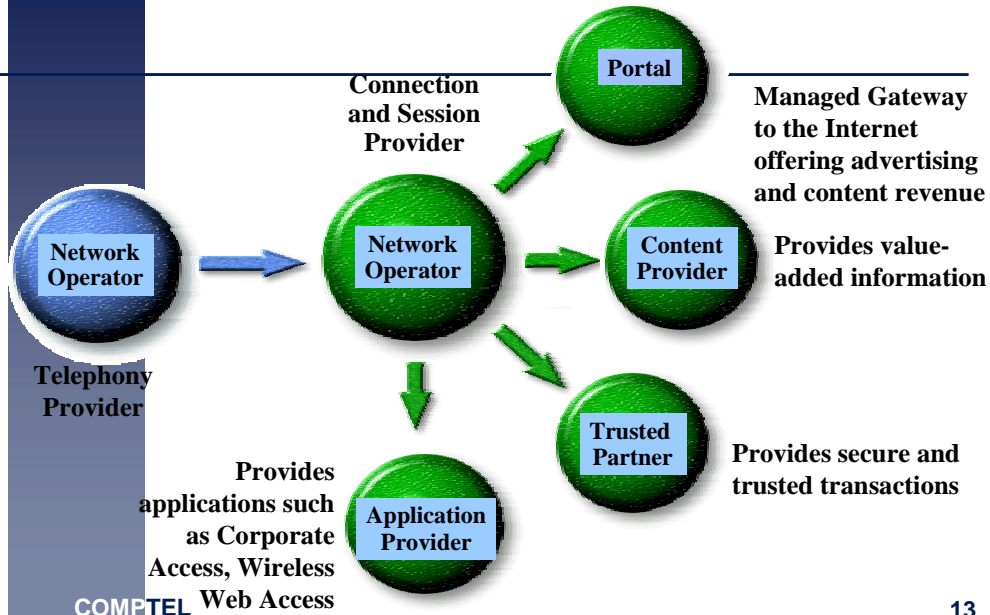 Portal
Connection
and Session
Provider
Managed Gateway
to the Internet
offering advertising
and content revenue
Network
Operator
Network
Operator
Content
Provider
Provides value-
added information
Telephony
Provider
Trusted
Partner
Provides secure and
trusted transactions
Provides
applications such
as Corporate
Access, Wireless
Web Access
Application
Provider
COMPTEL
13